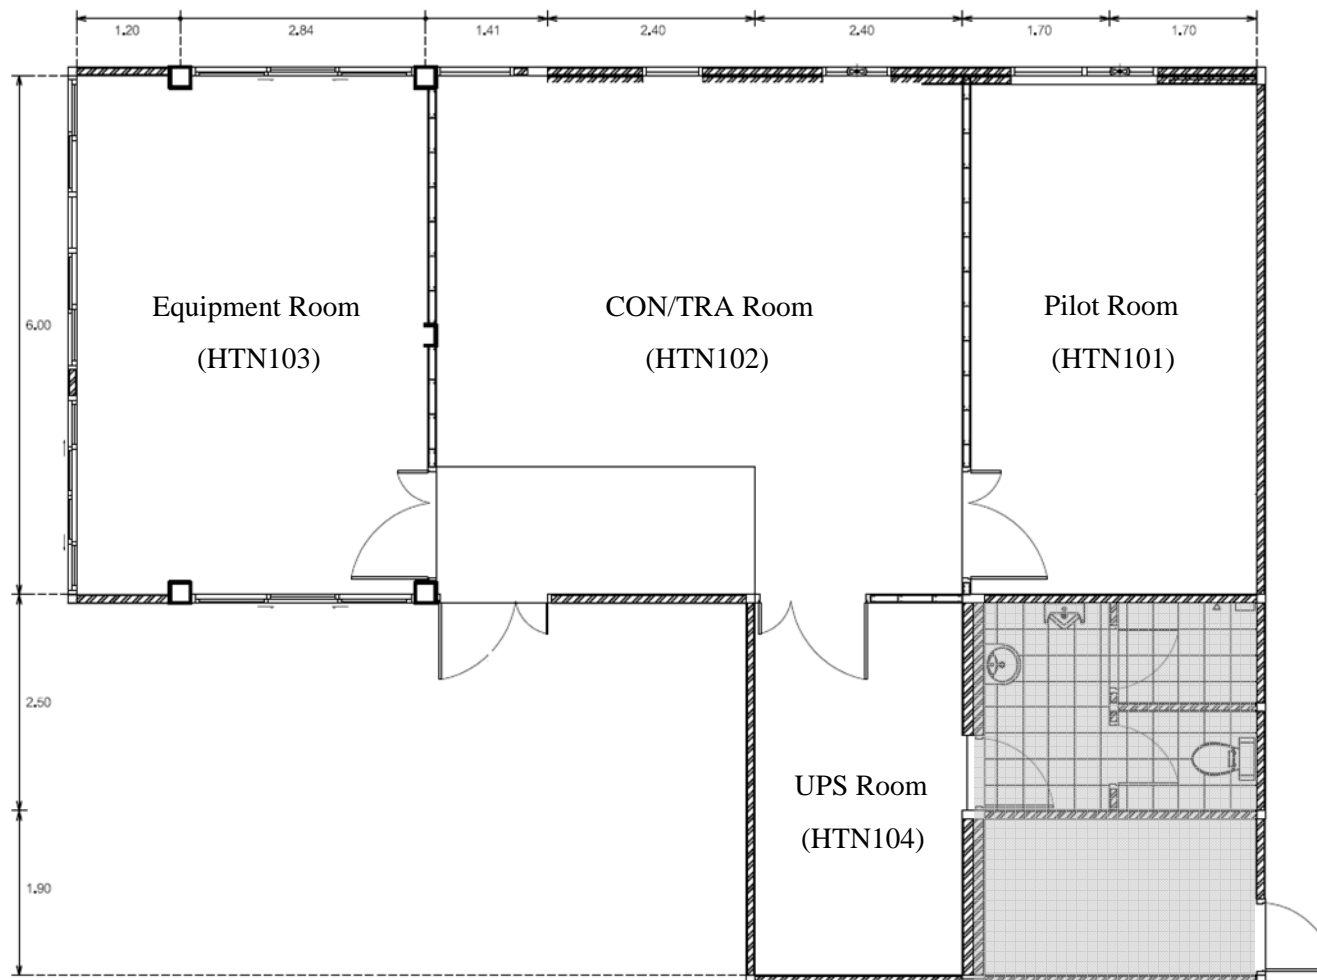 1.20
2.84
1.41
2.40
2.40
1.70
1.70
6.00
Equipment Room
(HTN103)
CON/TRA Room
(HTN102)
Pilot Room
(HTN101)
2.50
UPS Room
(HTN104)
1.90